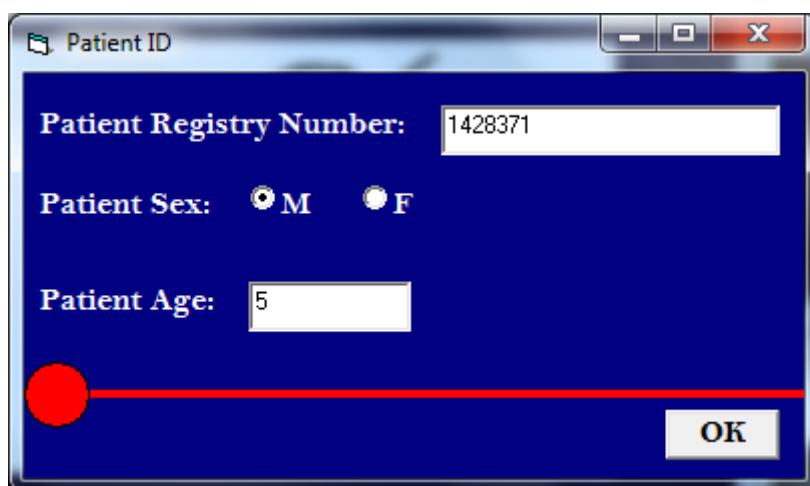 Patient ID
Patient Registry Number: 1428371
Patient Sex: M F
Patient Age: 5
OK